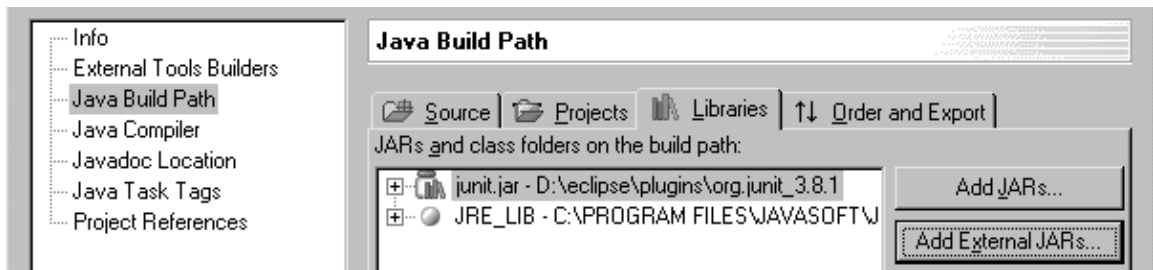 Info
External Tools Builders
Java Build Path
Java Compiler
Javadoc Location
Java Task Tags
Project References
Java Build Path
Source Projects Libraries Order and Export
JARs and class folders on the build path:
junit.jar - D:\eclipse\plugins\org.junit_3.8.1
JRE_LIB - C:\PROGRAM FILES\JAVASOFT\J
Add JARs...
Add External JARs...